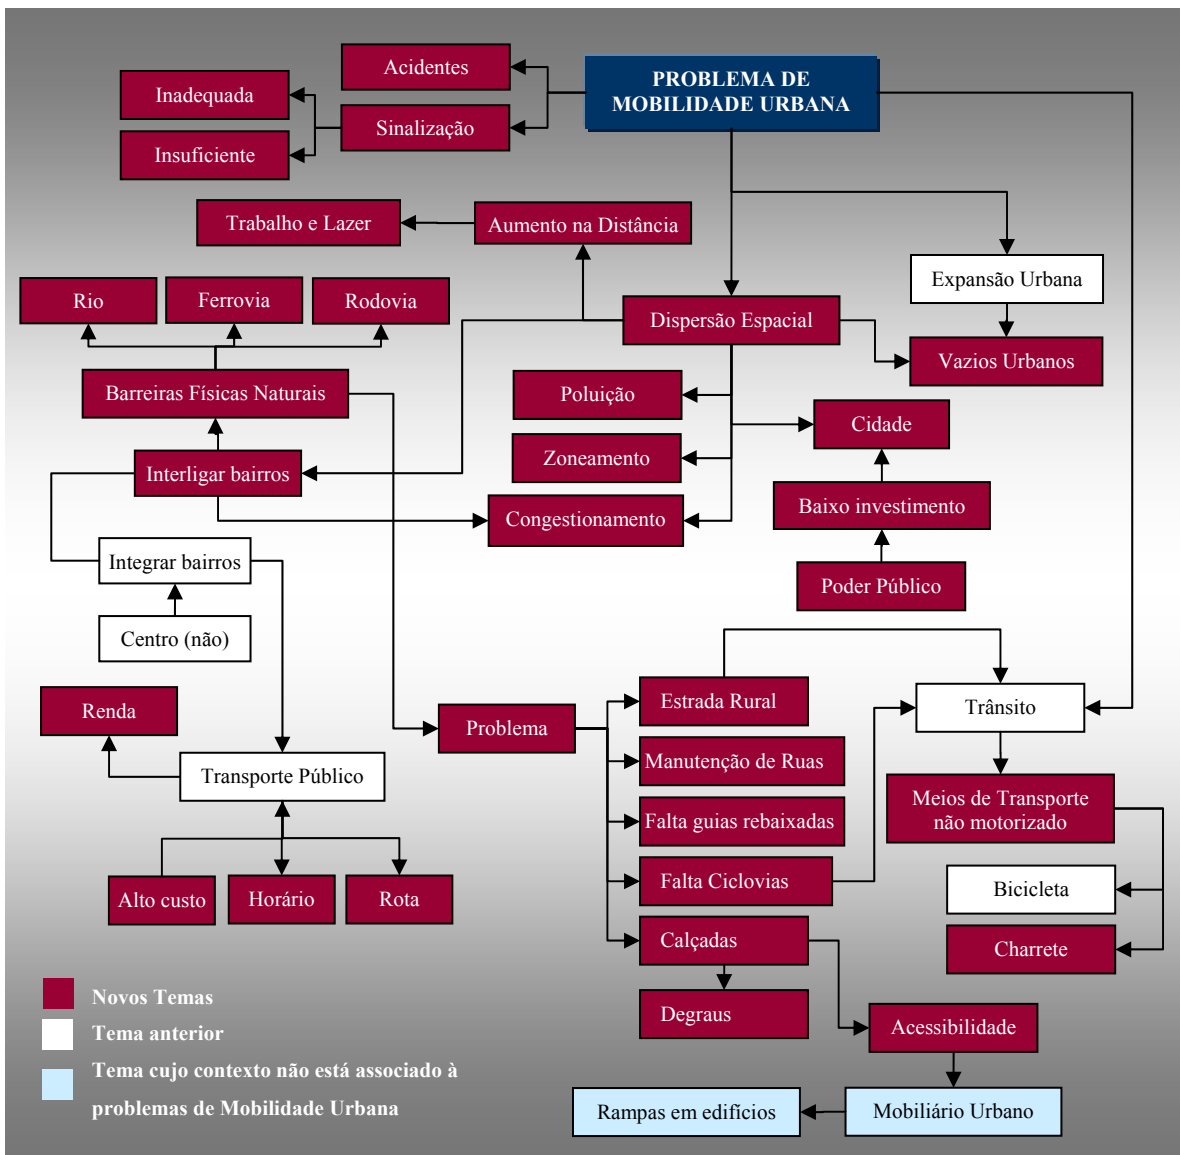 PROBLEMA DE
MOBILIDADE URBANA
Acidentes
Inadequada
Sinalização
Insuficiente
Trabalho e Lazer
Aumento na Distância
Expansão Urbana
Rio
Ferrovia
Rodovia
Dispersão Espacial
Vazios Urbanos
Barreiras Físicas Naturais
Poluição
Cidade
Interligar bairros
Zoneamento
Congestionamento
Baixo investimento
Integrar bairros
Poder Público
Centro (não)
Renda
Estrada Rural
Trânsito
Problema
Transporte Público
Manutenção de Ruas
Meios de Transporte
não motorizado
Falta guias rebaixadas
Alto custo
Horário
Rota
Falta Ciclovias
Bicicleta
Calçadas
Charrete
Degraus
Acessibilidade
Novos Temas
Tema anterior
Tema cujo contexto não está associado à
problemas de Mobilidade Urbana
Rampas em edifícios
Mobiliário Urbano